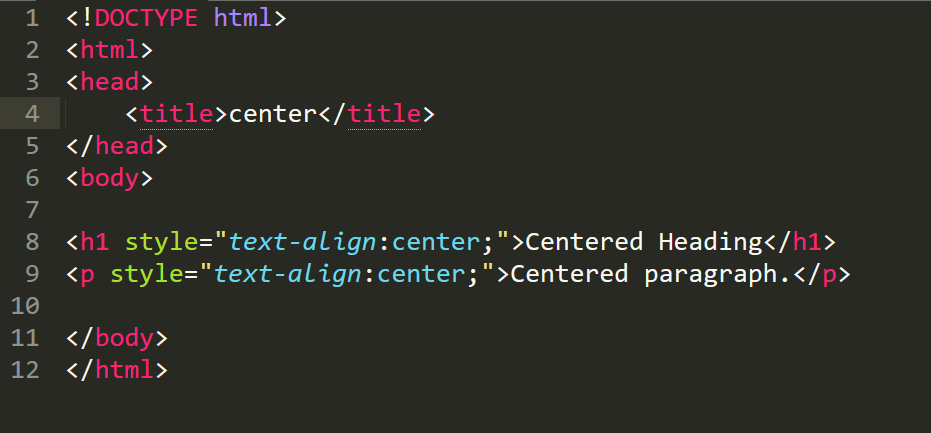 1 <!DOCTYPE html>
2 <html>
3 <head>
4     <title>center</title>
5 </head>
6 <body>
7
8 <h1 style="text-align:center;">Centered Heading</h1>
9 <p style="text-align:center;">Centered paragraph.</p>
10
11 </body>
12 </html>